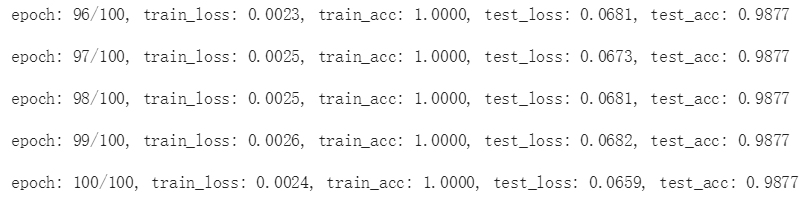 epoch: 96/100, train_loss: 0.0023, train_acc: 1.0000, test_loss: 0.0681, test_acc: 0.9877
epoch: 97/100, train_loss: 0.0025, train_acc: 1.0000, test_loss: 0.0673, test_acc: 0.9877
epoch: 98/100, train_loss: 0.0025, train_acc: 1.0000, test_loss: 0.0681, test_acc: 0.9877
epoch: 99/100, train_loss: 0.0026, train_acc: 1.0000, test_loss: 0.0682, test_acc: 0.9877
epoch: 100/100, train_loss: 0.0024, train_acc: 1.0000, test_loss: 0.0659, test_acc: 0.9877